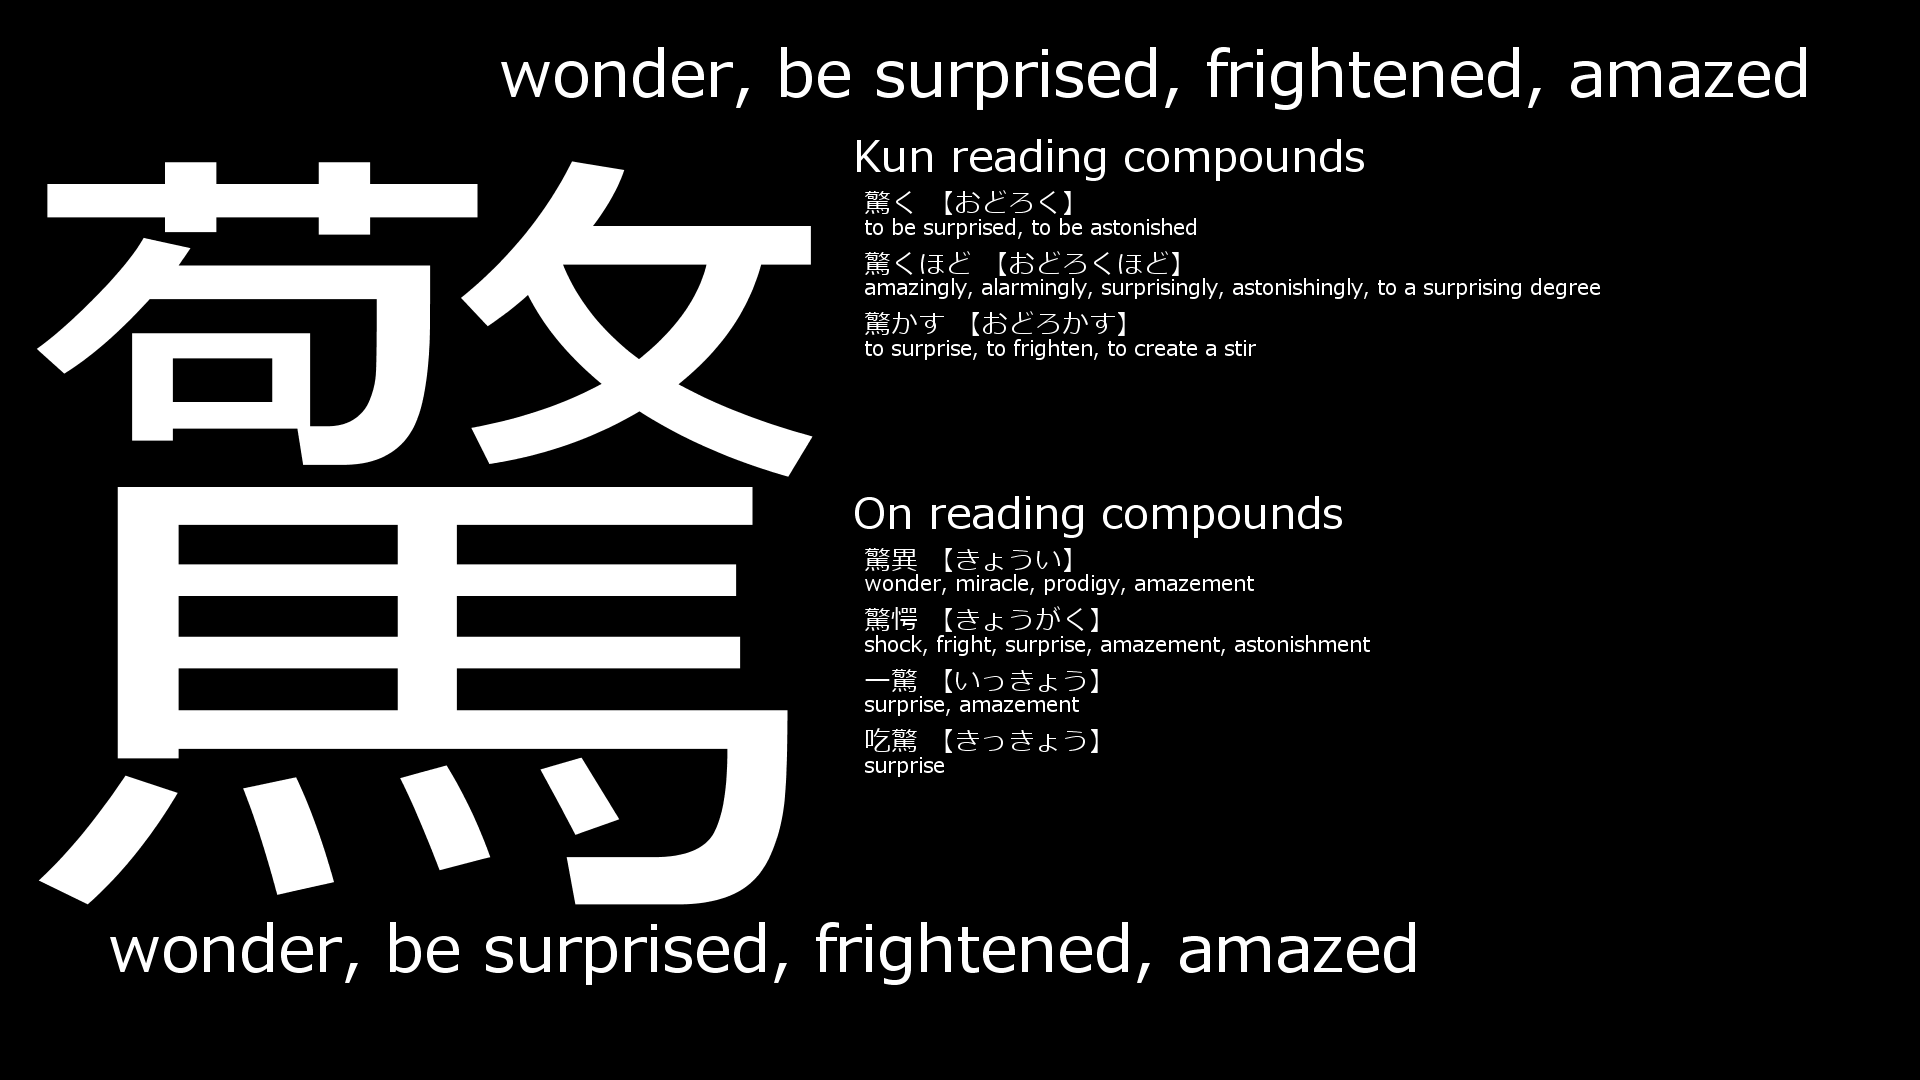 wonder, be surprised, frightened, amazed
驚
Kun reading compounds
驚く 【おどろく】
to be surprised, to be astonished
驚くほど 【おどろくほど】
amazingly, alarmingly, surprisingly, astonishingly, to a surprising degree
驚かす 【おどろかす】
to surprise, to frighten, to create a stir
On reading compounds
驚異 【きょうい】
wonder, miracle, prodigy, amazement
驚愕 【きょうがく】
shock, fright, surprise, amazement, astonishment
一驚 【いっきょう】
surprise, amazement
吃驚 【きっきょう】
surprise
wonder, be surprised, frightened, amazed